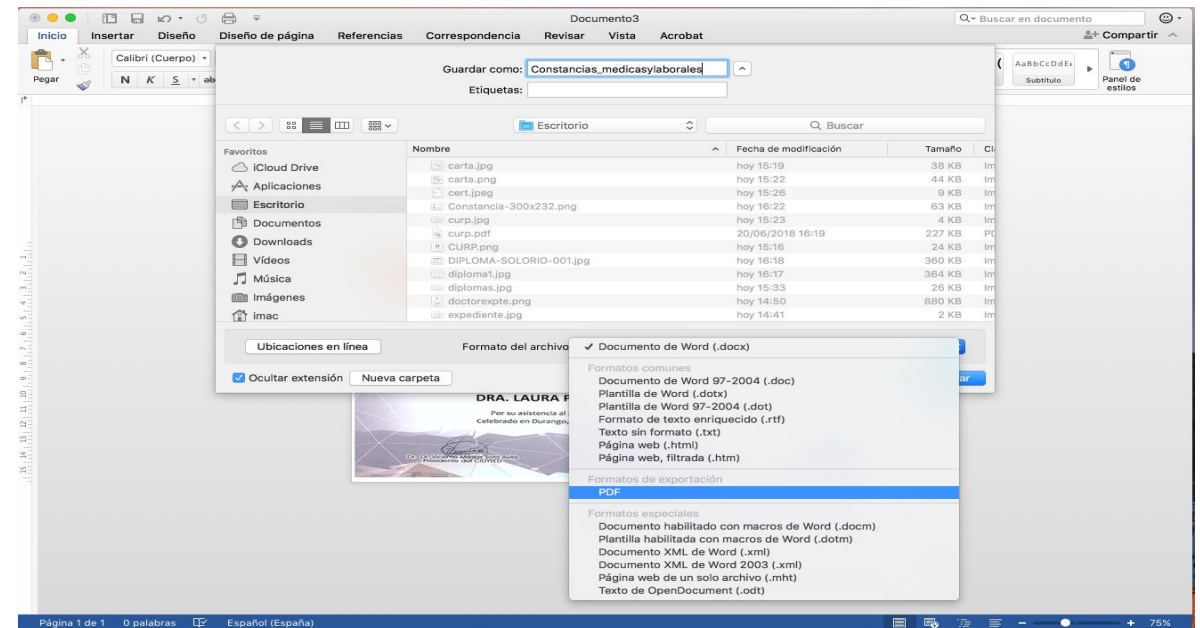 Documento3
Buscar en documento
Inicio Insertar Diseño Diseño de página Referencias Correspondencia Revisar Vista Acrobat
Compartir
Pegar
Calibri (Cuerpo)
N K S
AaBbCcDdEe
Subtítulo
Panel de estilos
Guardar como: Constancias_medicasylaborales
Etiquetas:
Escritorio
Buscar
Favoritos
iCloud Drive
Aplicaciones
Escritorio
Documentos
Downloads
Vídeos
Música
Imágenes
imac
Nombre Fecha de modificación Tamaño
carta.jpg hoy 15:19 38 KB
carta.png hoy 15:22 44 KB
cert.jpeg hoy 15:26 9 KB
Constancia-300x232.png hoy 16:22 63 KB
curp.jpg hoy 15:23 4 KB
curp.pdf 20/06/2018 16:19 227 KB
CURP.png hoy 15:16 24 KB
DIPLOMA-SOLORIO-001.jpg hoy 16:18 360 KB
diploma1.jpg hoy 16:17 364 KB
diplomas.jpg hoy 15:33 26 KB
doctorexpte.png hoy 14:50 880 KB
expediente.jpg hoy 14:41 2 KB
Ubicaciones en línea
Formato del archivo
Ocultar extensión
Nueva carpeta
✓ Documento de Word (.docx)
Formatos comunes
Documento de Word 97-2004 (.doc)
Plantilla de Word (.dotx)
Plantilla de Word 97-2004 (.dot)
Formato de texto enriquecido (.rtf)
Texto sin formato (.txt)
Página web (.html)
Página web, filtrada (.htm)
Formatos de exportación
PDF
Formatos especiales
Documento habilitado con macros de Word (.docm)
Plantilla habilitada con macros de Word (.dotm)
Documento XML de Word (.xml)
Documento XML de Word 2003 (.xml)
Página web de un solo archivo (.mht)
Texto de OpenDocument (.odt)
DRA. LAURA
Por su asistencia al
Celebrado en Durango,
Página 1 de 1 0 palabras Español (España) 75%